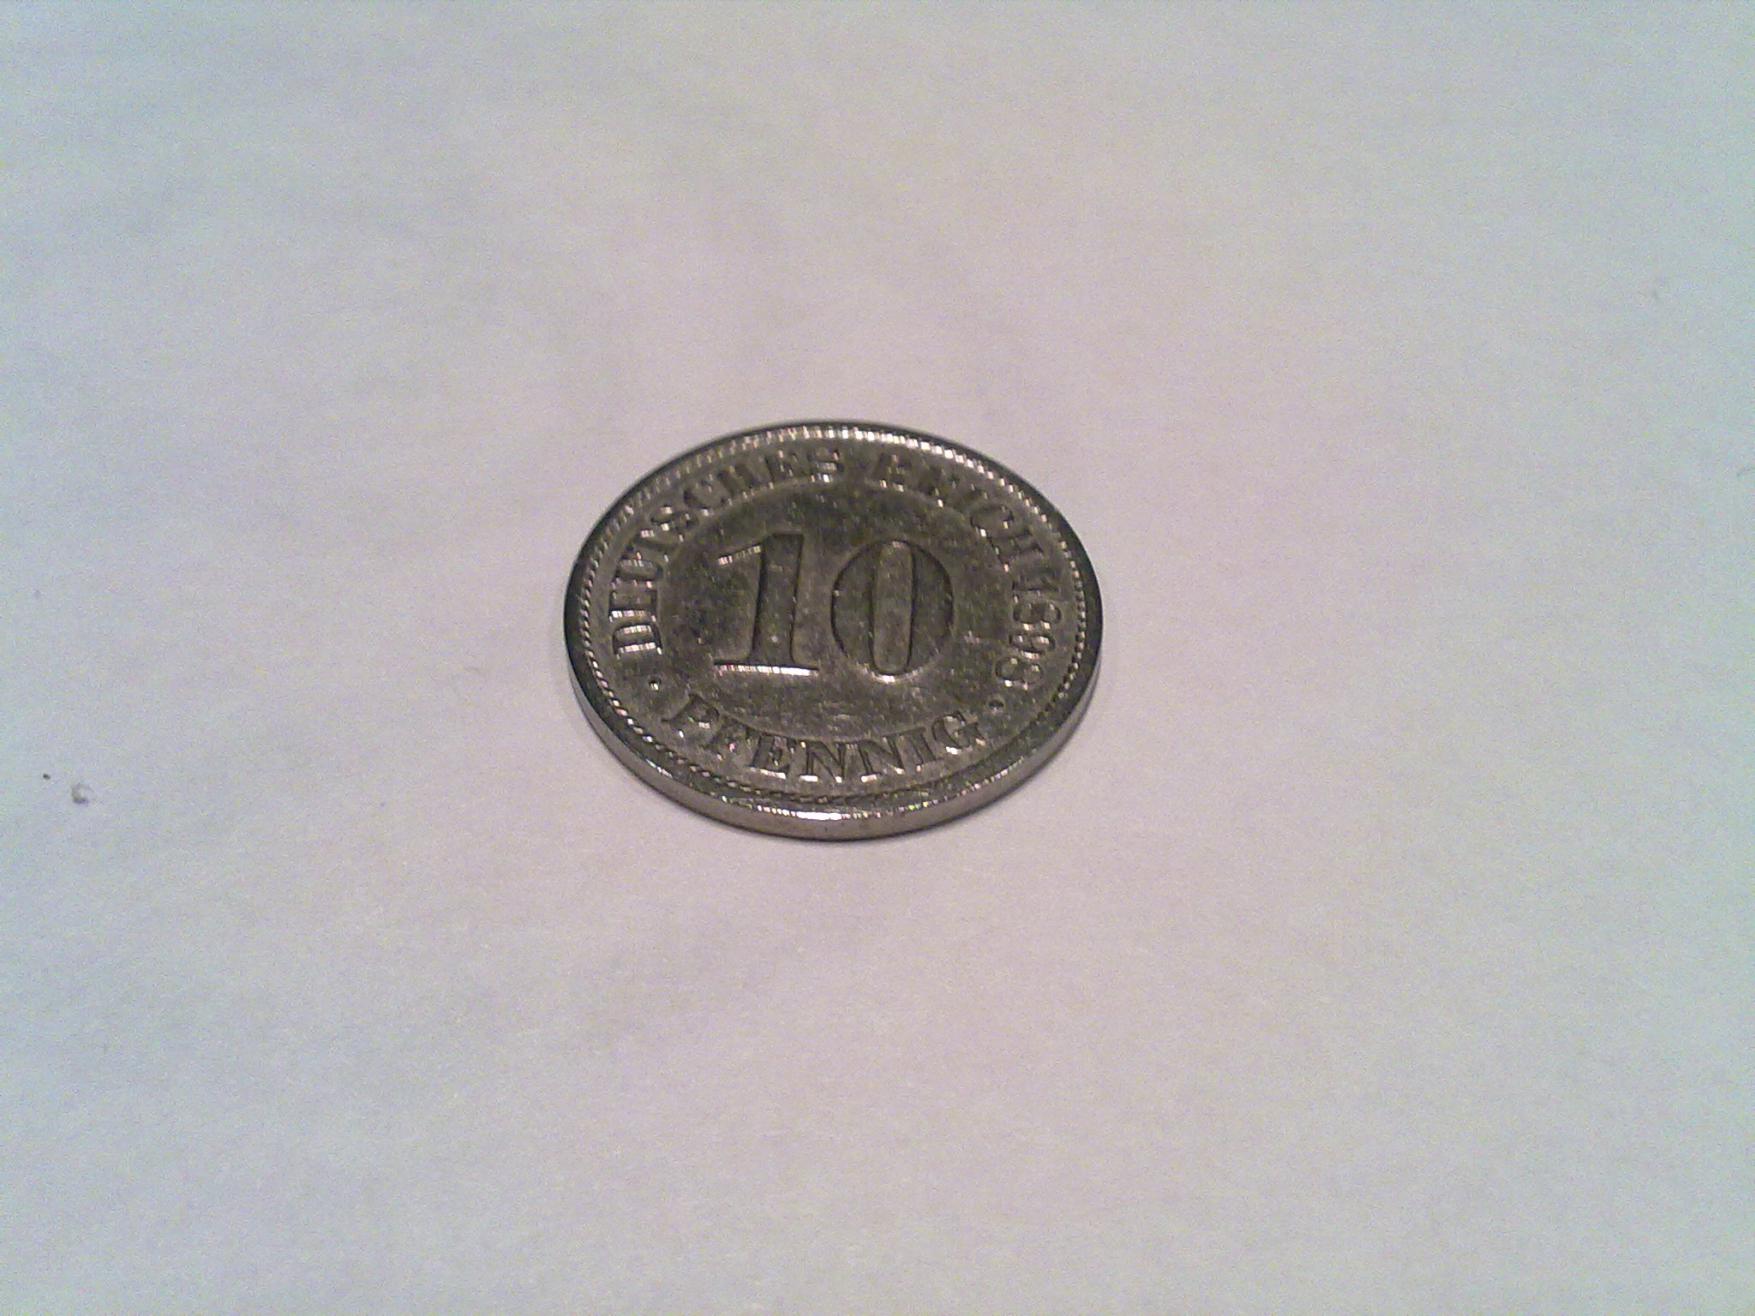 DEUTSCHES REICH 1898
10
· PFENNIG ·